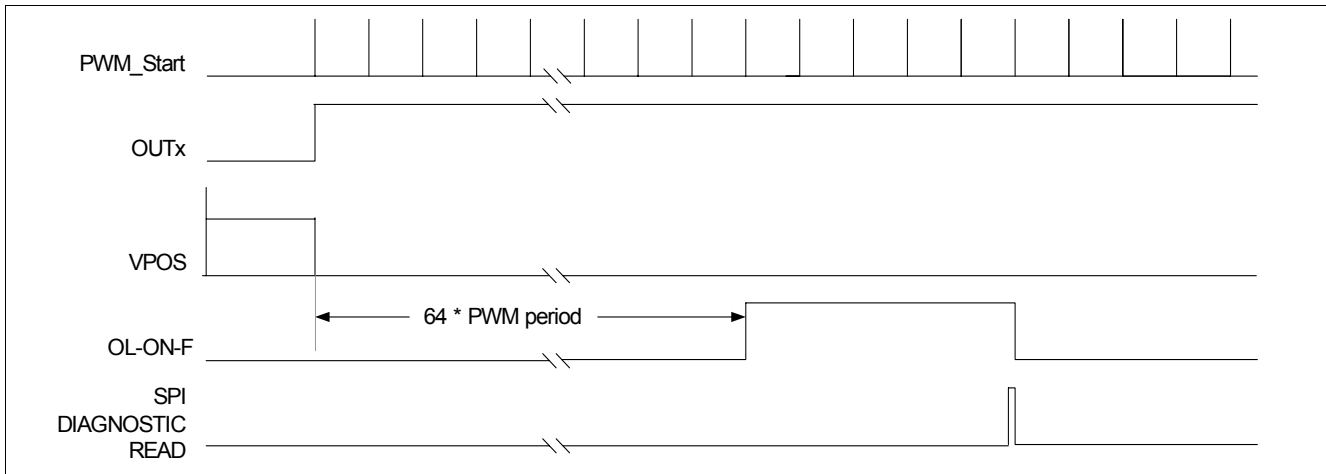 PWM_Start
OUTx
VPOS
64 * PWM period
OL-ON-F
SPI
DIAGNOSTIC
READ